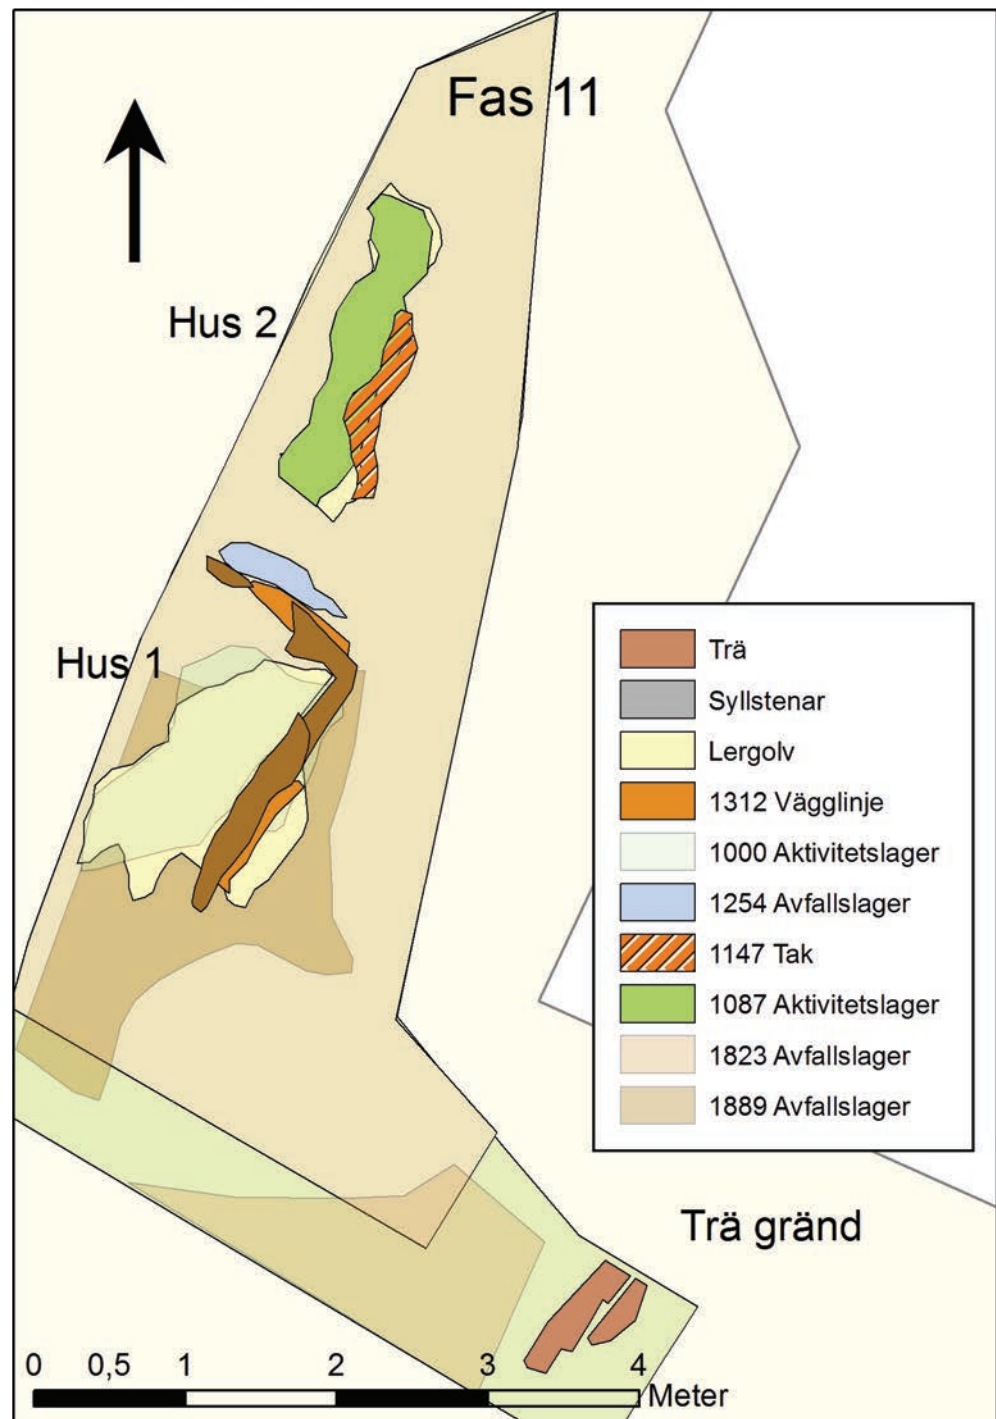 Fas 11
Hus 2
Hus 1
Trä
Syllstenar
Lergolv
1312 Vägglinje
1000 Aktivitetslager
1254 Avfallslager
1147 Tak
1087 Aktivitetslager
1823 Avfallslager
1889 Avfallslager
Trä gränd
0 0,5 1 2 3 4
Meter